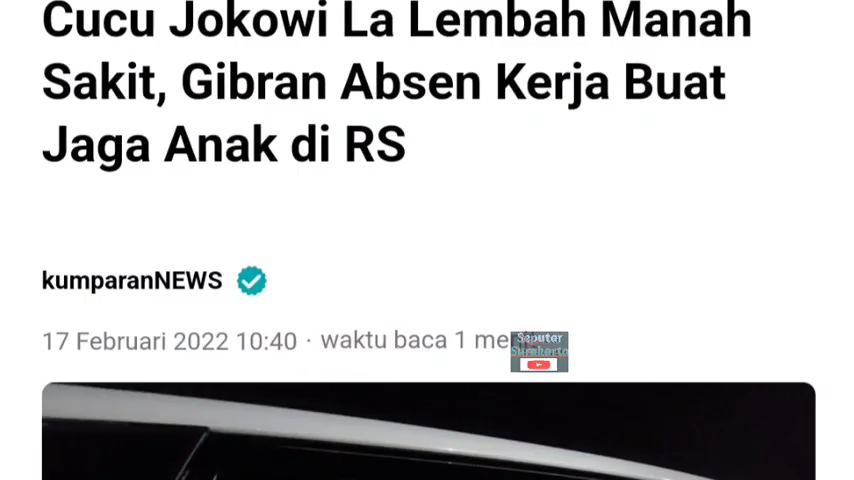 Cucu Jokowi La Lembah Manah
Sakit, Gibran Absen Kerja Buat
Jaga Anak di RS
kumparanNEWS
17 Februari 2022 10:40 · waktu baca 1 me
Seputar
Surakarta